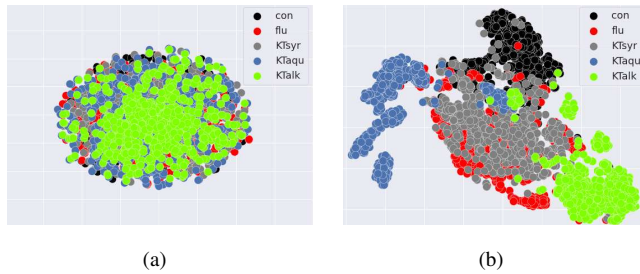 con
flu
KTsyr
KTaqu
KTalk
con
flu
KTsyr
KTaqu
KTalk
(a)
(b)